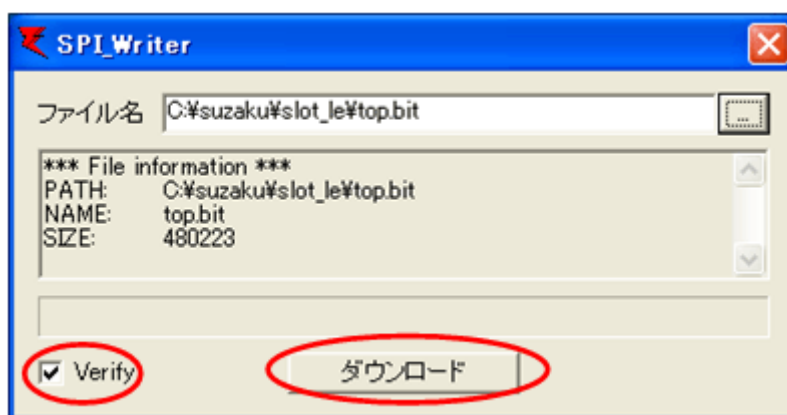 SPI_Writer
ファイル名 C:¥suzaku¥slot_le¥top.bit ...
*** File information ***
PATH: C:¥suzaku¥slot_le¥top.bit
NAME: top.bit
SIZE: 480223
Verify ダウンロード